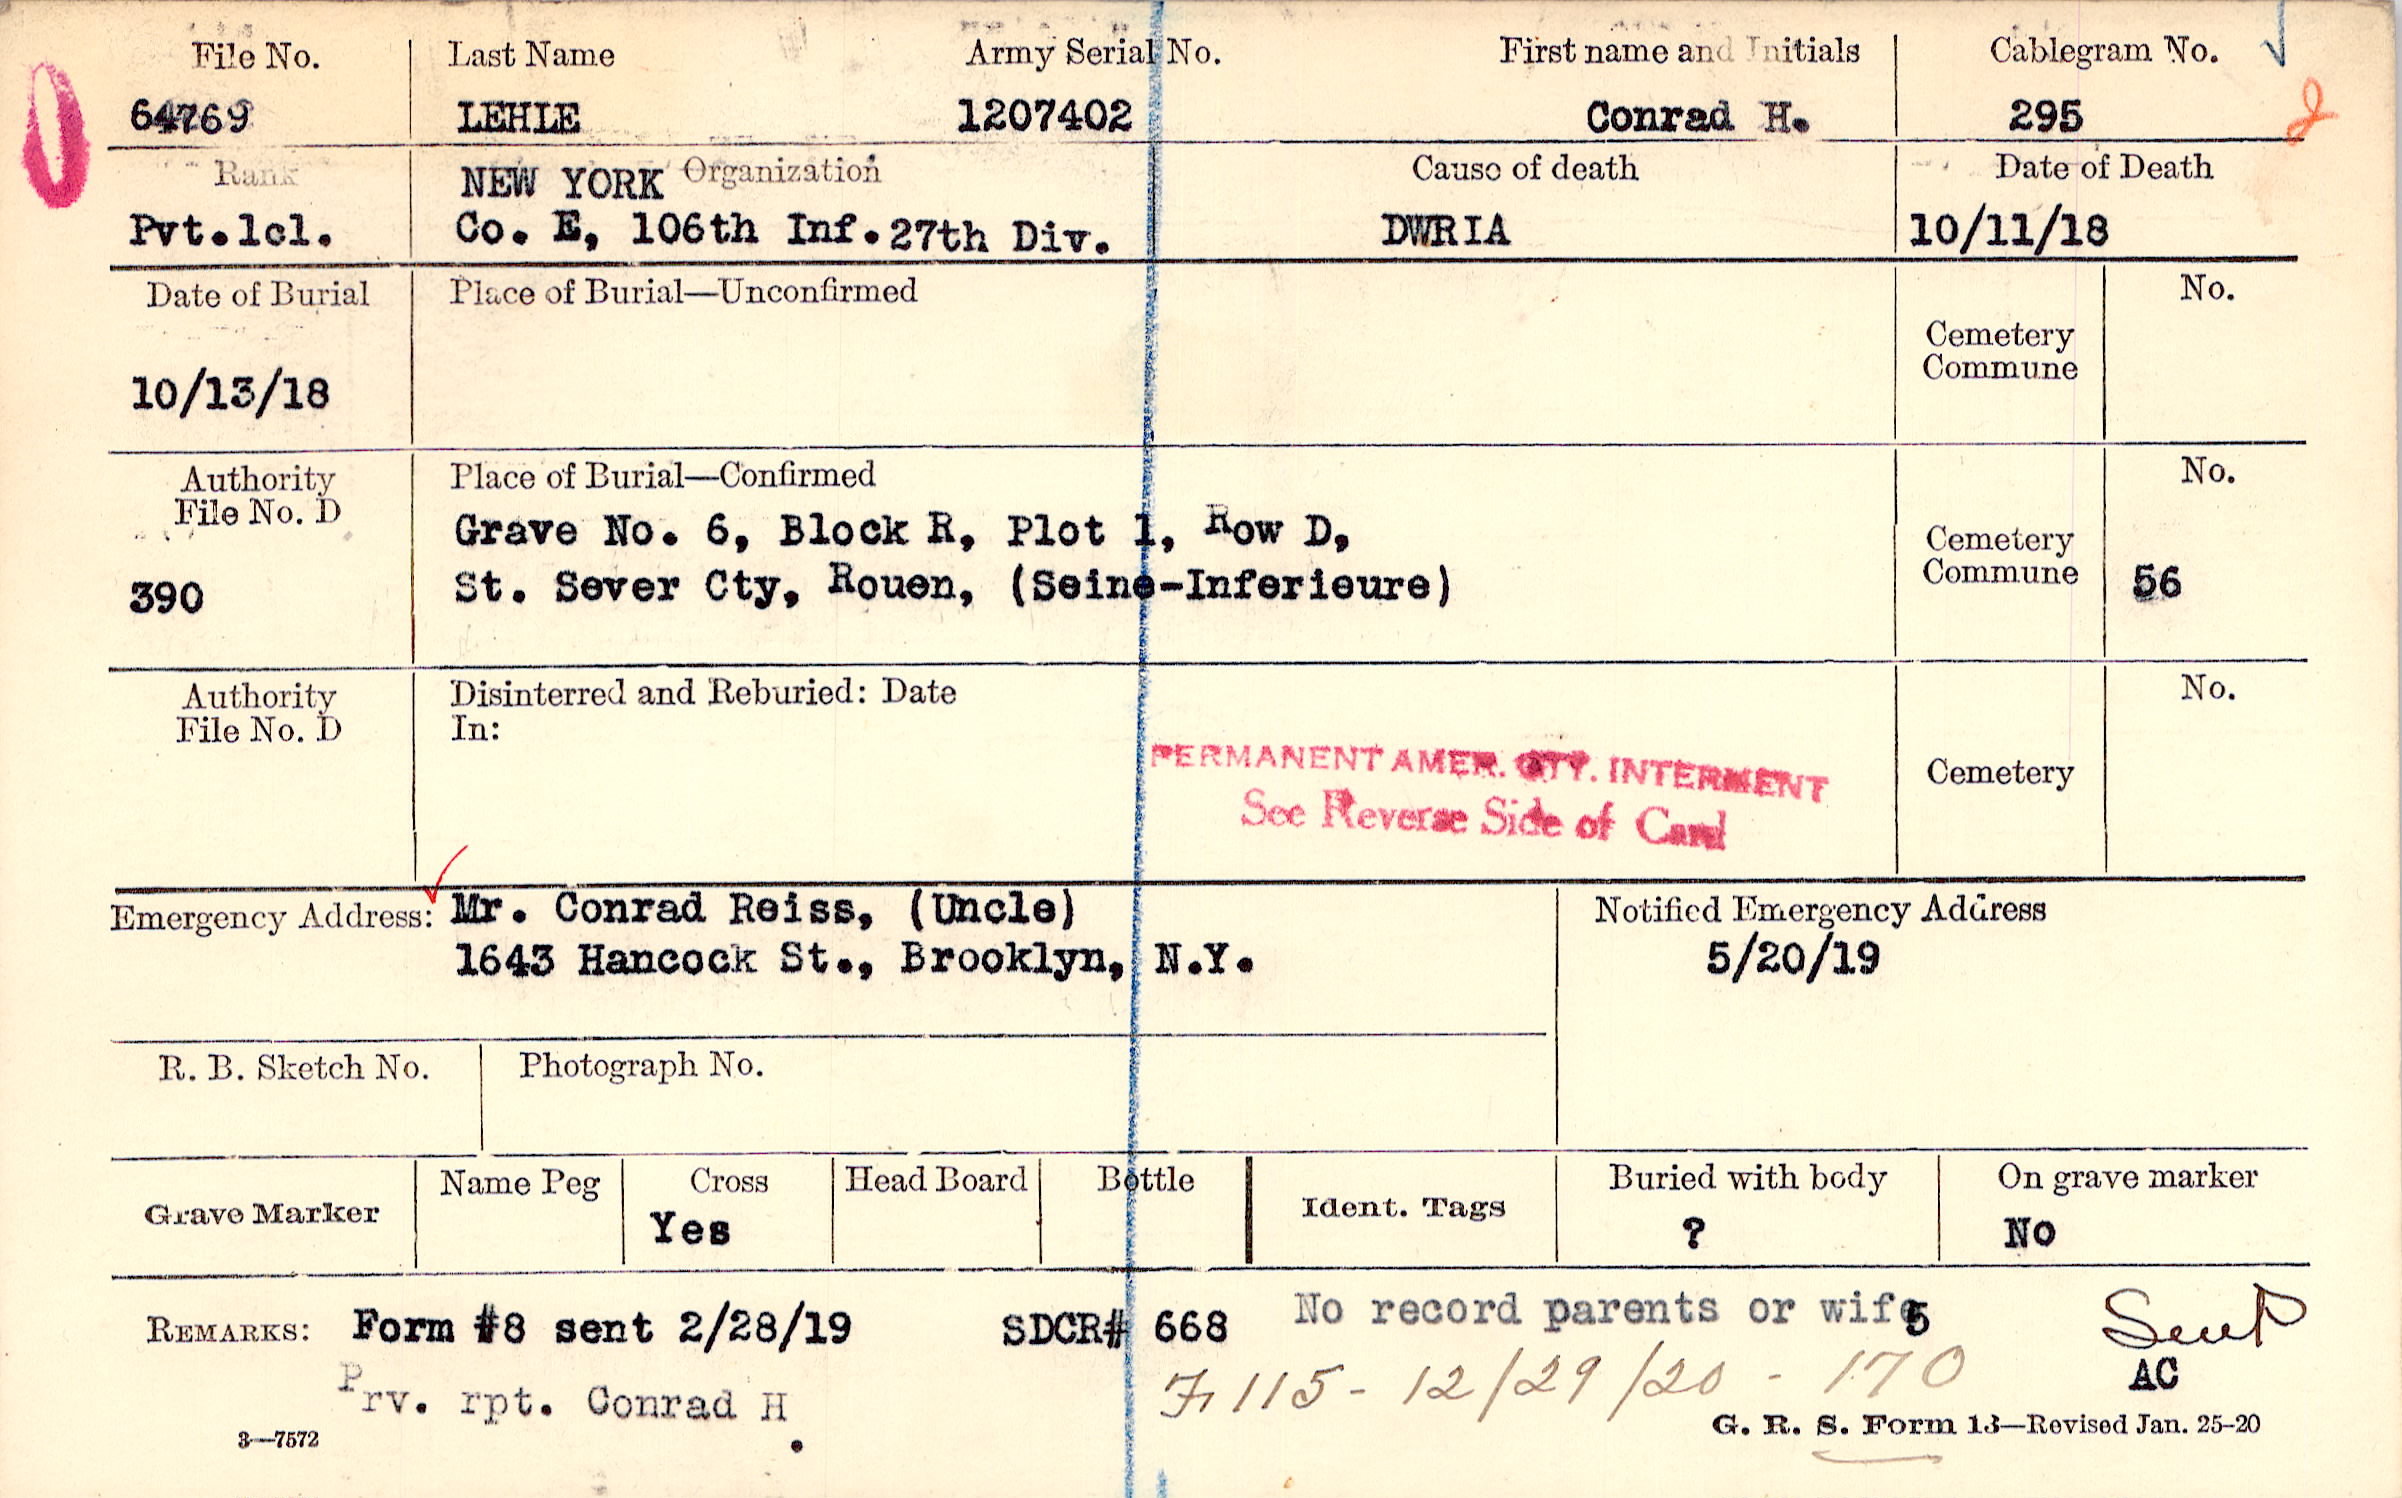 File No. Last Name Army Serial No. First name and Initials Cablegram No.
64769 LEHLE 1207402 Conrad H. 295 2
Rank NEW YORK Organization Cause of death Date of Death
Pvt.1cl. Co. E, 106th Inf. 27th Div. DWRIA 10/11/18
Date of Burial Place of Burial—Unconfirmed No.
Cemetery
Commune
10/13/18
Authority Place of Burial—Confirmed No.
File No. D
Grave No. 6, Block R, Plot 1, Row D, Cemetery
390 St. Sever Cty, Rouen, (Seine-Inferieure) Commune 56
Authority Disinterred and Reburied: Date No.
File No. D In:
PERMANENT AMER. CTY. INTERMENT Cemetery
See Reverse Side of Card
Emergency Address: Mr. Conrad Reiss, (Uncle) Notified Emergency Address
1643 Hancock St., Brooklyn, N.Y. 5/20/19
R. B. Sketch No. Photograph No.
Grave Marker Name Peg Cross Head Board Bottle Ident. Tags Buried with body On grave marker
Yes ? No
REMARKS: Form #8 sent 2/28/19 SDCR# 668 No record parents or wife 5
Prv. rpt. Conrad H. 115 - 12/29/20 - 170 AC
3—7572 G. R. S. Form 13—Revised Jan. 25-20